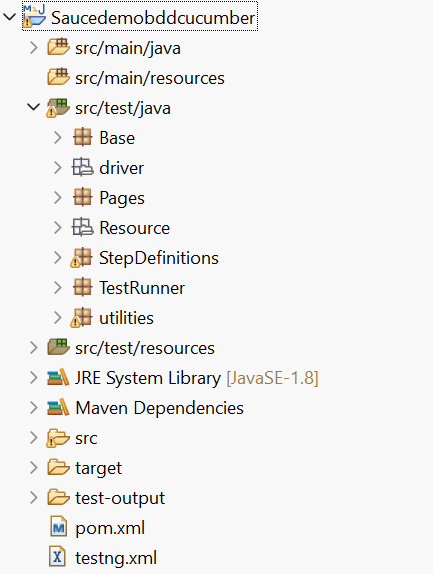 Saucedemobddcucumber
src/main/java
src/main/resources
src/test/java
Base
driver
Pages
Resource
StepDefinitions
TestRunner
utilities
src/test/resources
JRE System Library [JavaSE-1.8]
Maven Dependencies
src
target
test-output
pom.xml
testng.xml